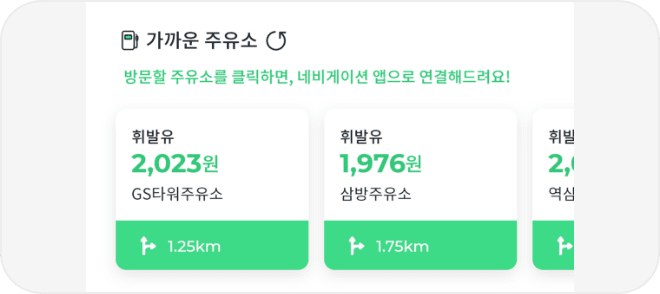 가까운 주유소
방문할 주유소를 클릭하면, 네비게이션 앱으로 연결해드려요!
휘발유
2,023원
GS타워주유소
1.25km
휘발유
1,976원
삼방주유소
1.75km
휘발
2,0
역삼